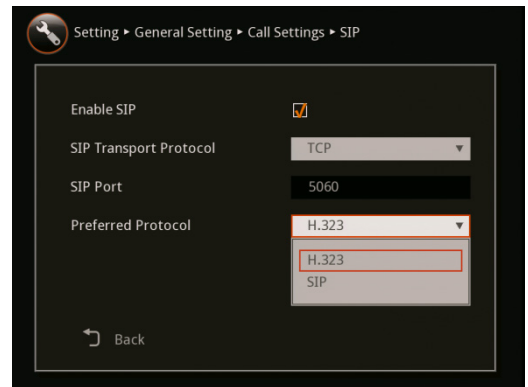 Setting ▸ General Setting ▸ Call Settings ▸ SIP
Enable SIP
SIP Transport Protocol TCP
SIP Port 5060
Preferred Protocol H.323
H.323
SIP
Back